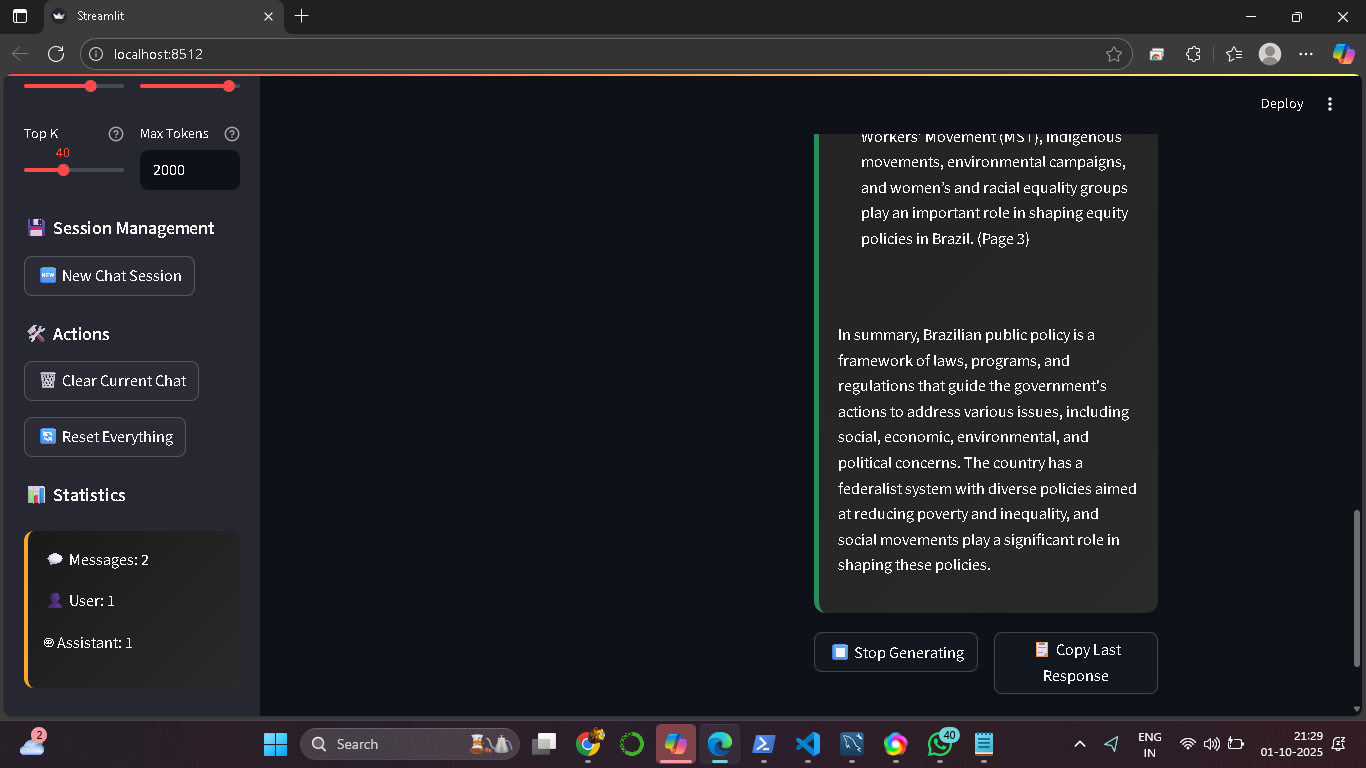 Streamlit
localhost:8512
Deploy
Top K
Max Tokens
40
2000
Session Management
NEW New Chat Session
Actions
Clear Current Chat
Reset Everything
Statistics
Messages: 2
User: 1
Assistant: 1
Workers' Movement (MST), indigenous
movements, environmental campaigns,
and women's and racial equality groups
play an important role in shaping equity
policies in Brazil. (Page 3)
In summary, Brazilian public policy is a
framework of laws, programs, and
regulations that guide the government's
actions to address various issues, including
social, economic, environmental, and
political concerns. The country has a
federalist system with diverse policies aimed
at reducing poverty and inequality, and
social movements play a significant role in
shaping these policies.
Stop Generating
Copy Last
Response
2
Search
40
ENG
IN
21:29
01-10-2025